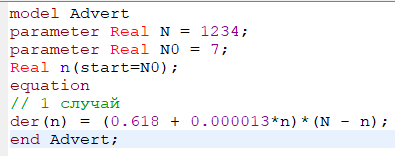 model Advert
parameter Real N = 1234;
parameter Real N0 = 7;
Real n(start=N0);
equation
// 1 случай
der(n) = (0.618 + 0.000013*n)*(N - n);
end Advert;